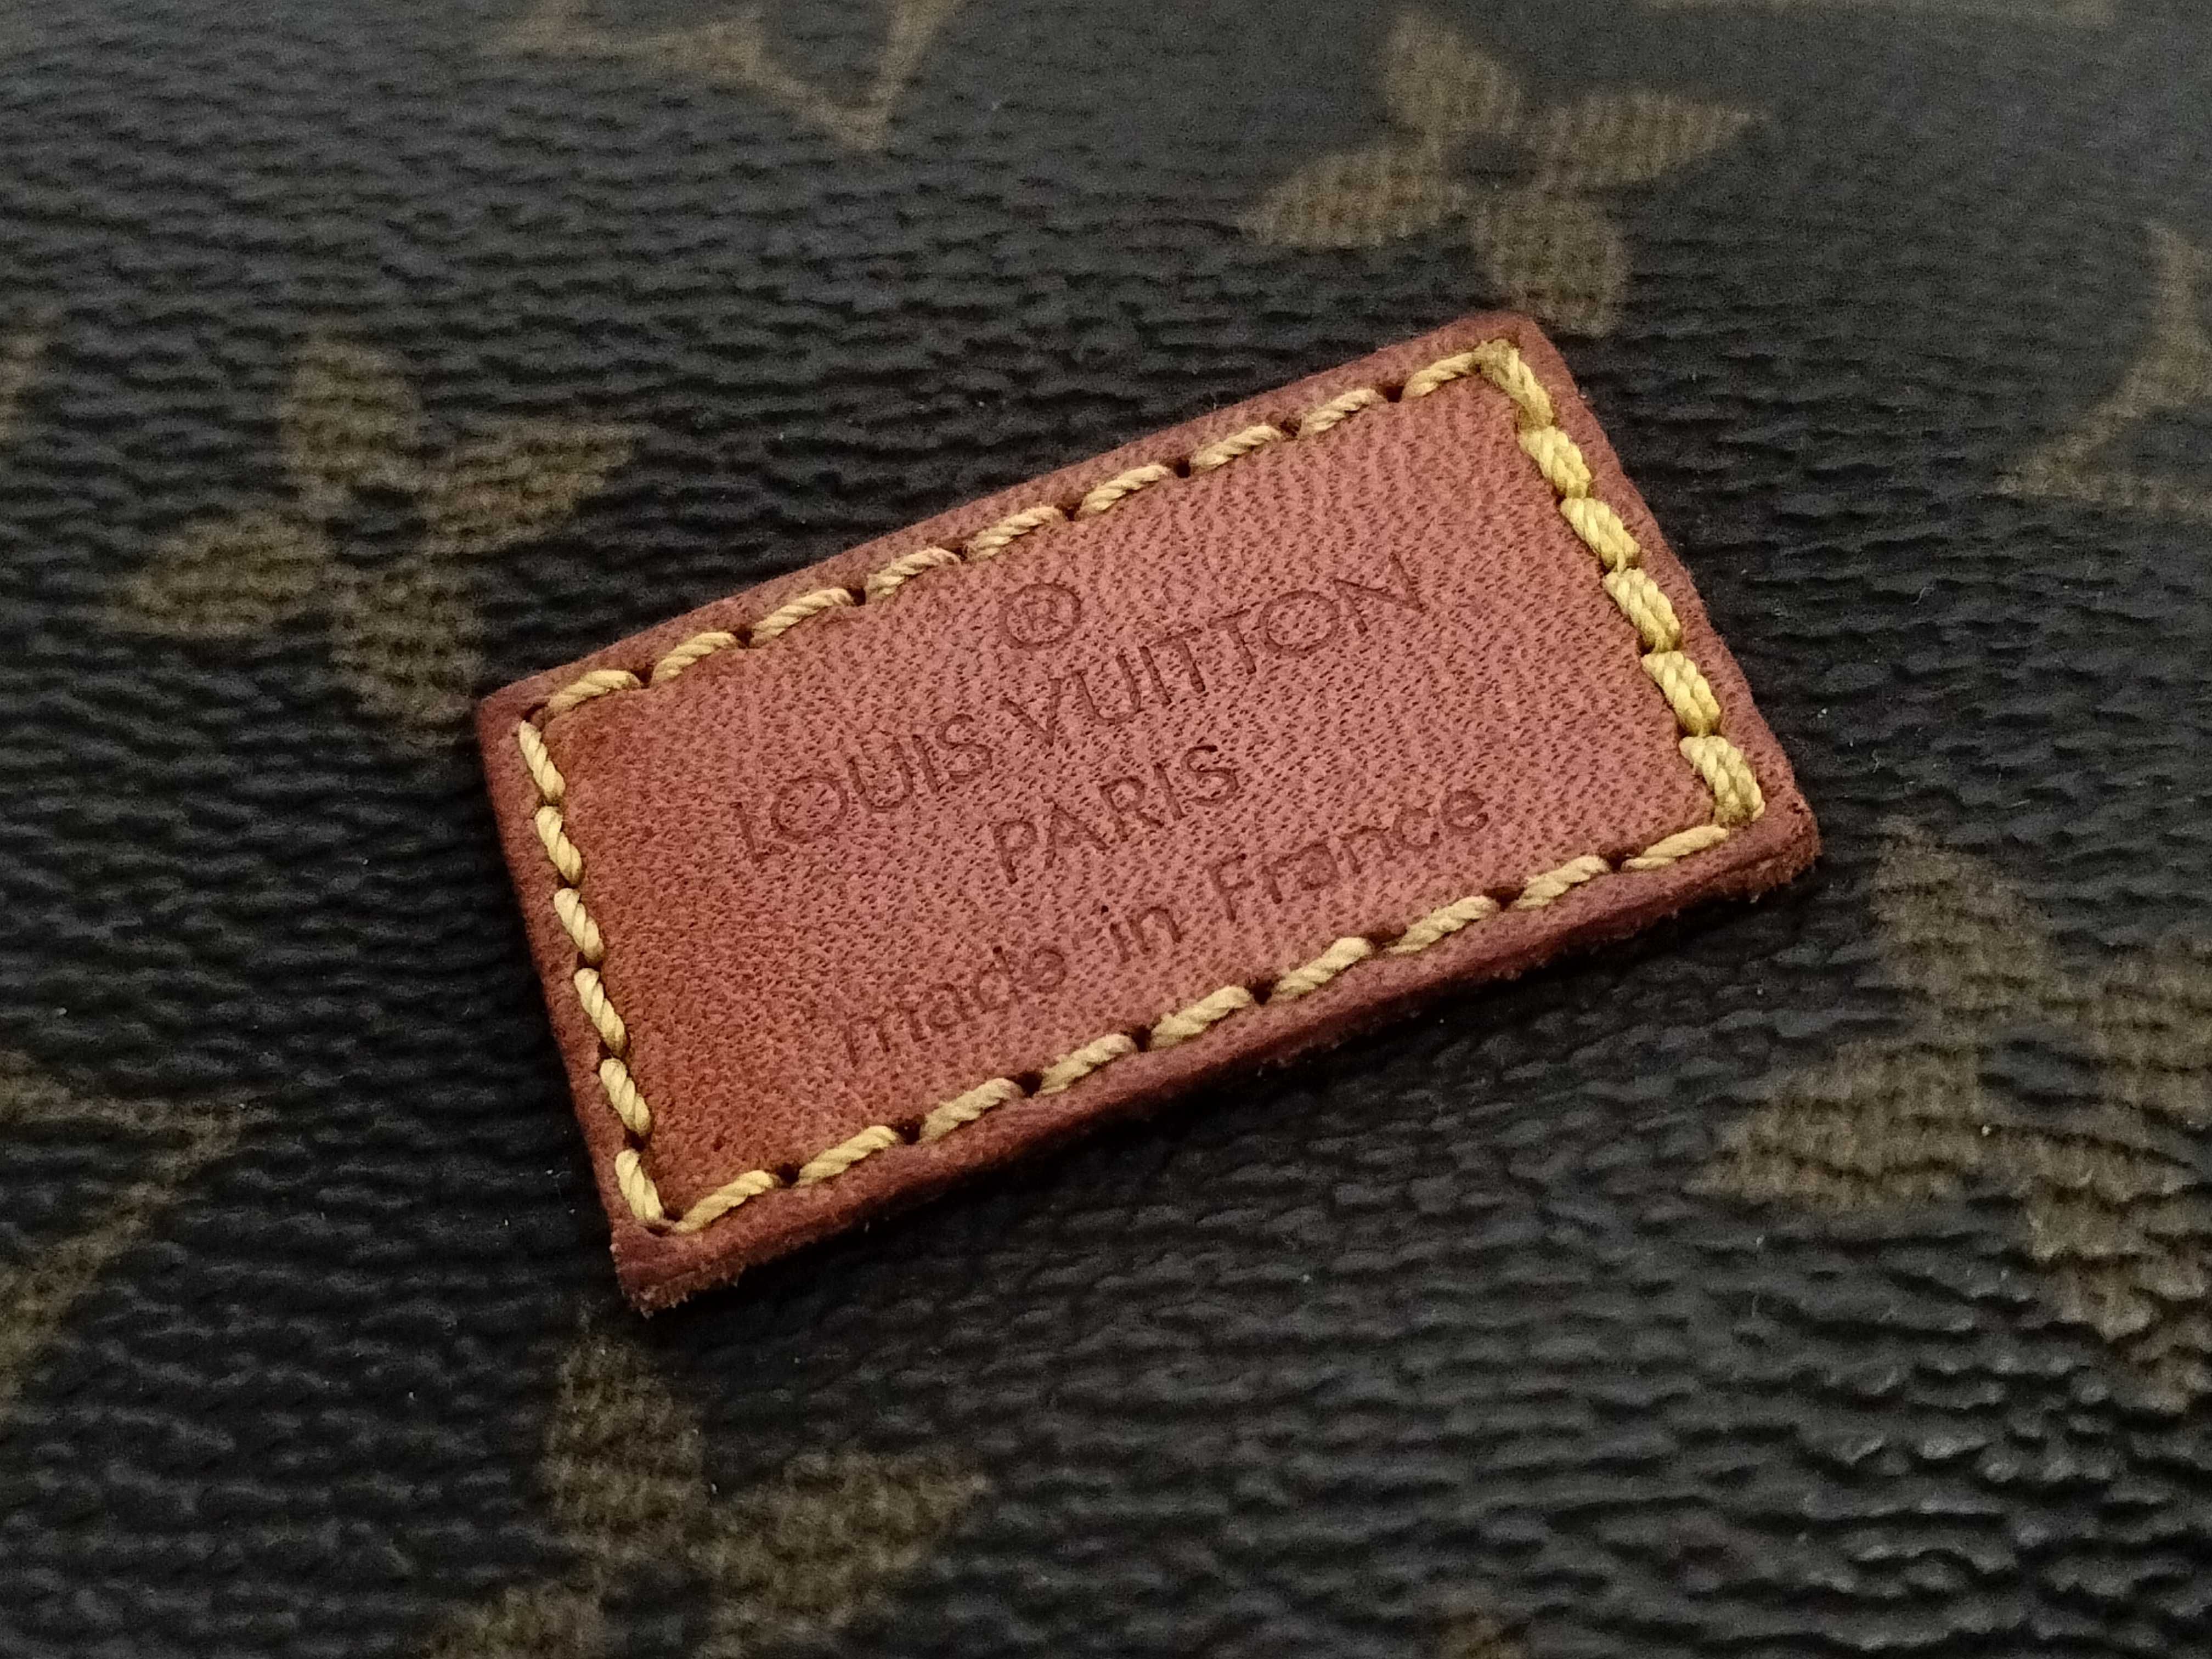 ®
LOUIS VUITTON
PARIS
made in France